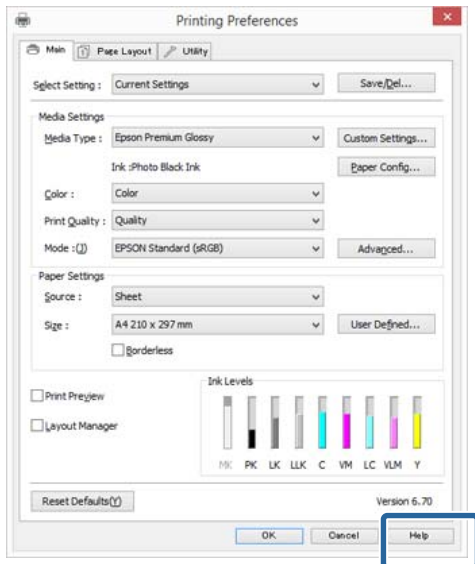 Printing Preferences
Main Page Layout Utility
Select Setting : Current Settings Save/Del...
Media Settings
Media Type : Epson Premium Glossy Custom Settings...
Ink :Photo Black Ink Paper Config...
Color : Color
Print Quality : Quality
Mode :(J) EPSON Standard (sRGB) Advanced...
Paper Settings
Source : Sheet
Size : A4 210 x 297 mm User Defined...
Borderless
Print Preview
Layout Manager
Ink Levels
MK PK LK LLK C VM LC VLM Y
Reset Defaults(Y) Version 6.70
OK Cancel Help